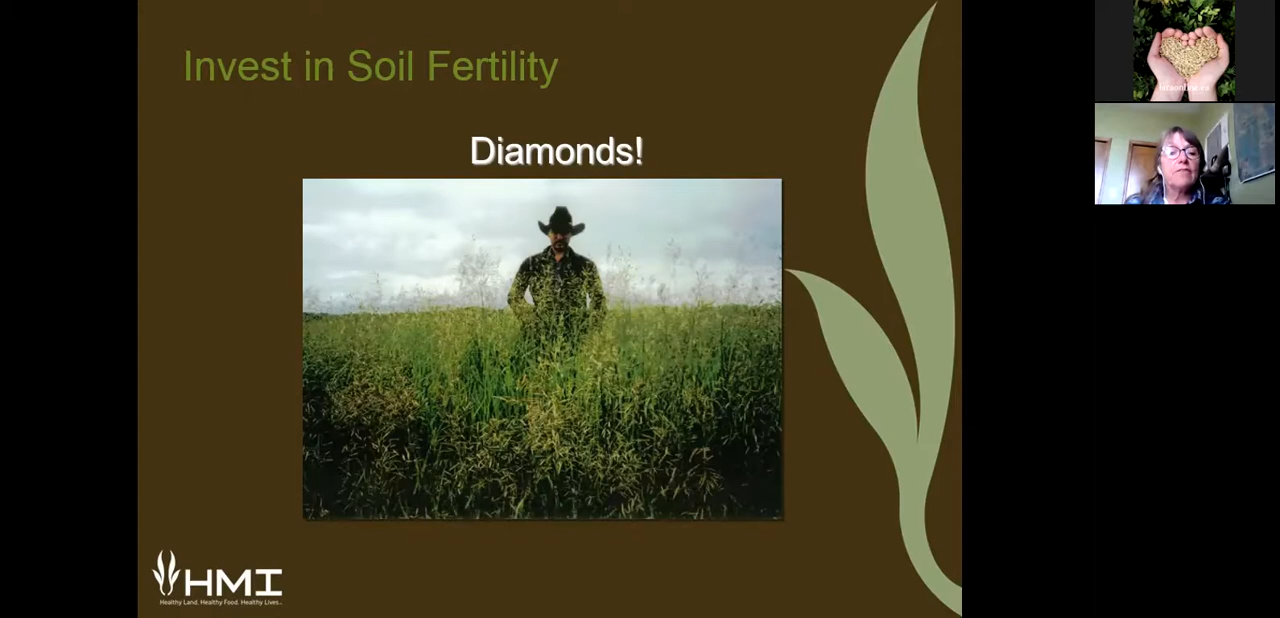 Invest in Soil Fertility
Diamonds!
HMI
Healthy Land. Healthy Food. Healthy Lives.